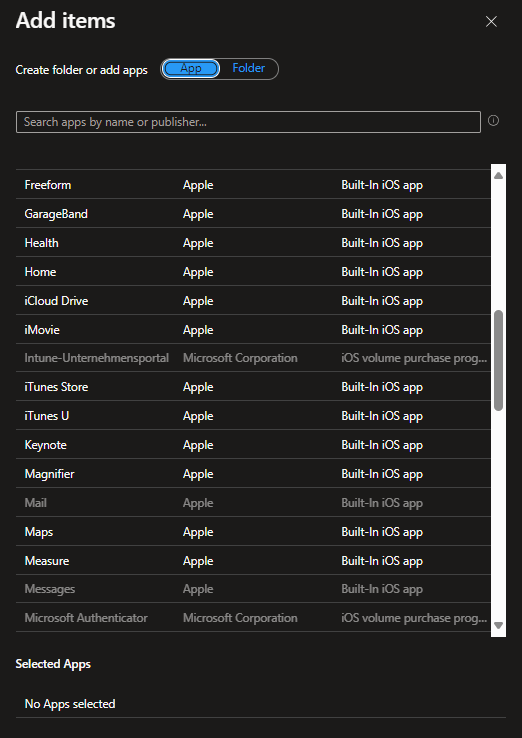 Add items
Create folder or add apps App Folder
Search apps by name or publisher...
Freeform Apple Built-In iOS app
GarageBand Apple Built-In iOS app
Health Apple Built-In iOS app
Home Apple Built-In iOS app
iCloud Drive Apple Built-In iOS app
iMovie Apple Built-In iOS app
Intune-Unternehmensportal Microsoft Corporation iOS volume purchase prog...
iTunes Store Apple Built-In iOS app
iTunes U Apple Built-In iOS app
Keynote Apple Built-In iOS app
Magnifier Apple Built-In iOS app
Mail Apple Built-In iOS app
Maps Apple Built-In iOS app
Measure Apple Built-In iOS app
Messages Apple Built-In iOS app
Microsoft Authenticator Microsoft Corporation iOS volume purchase prog...
Selected Apps
No Apps selected